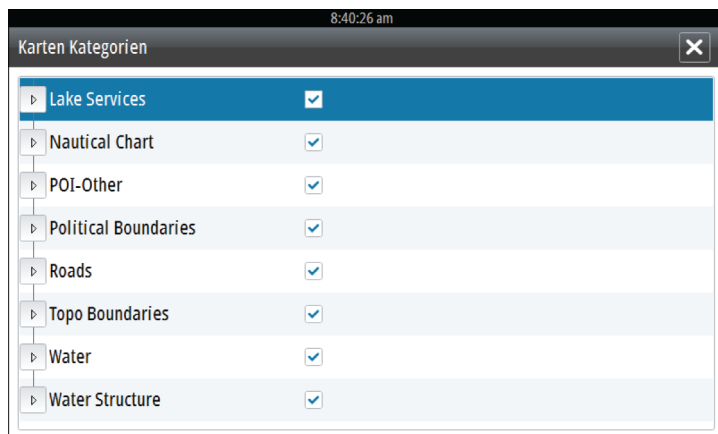 8:40:26 am
Karten Kategorien
Lake Services
Nautical Chart
POI-Other
Political Boundaries
Roads
Topo Boundaries
Water
Water Structure